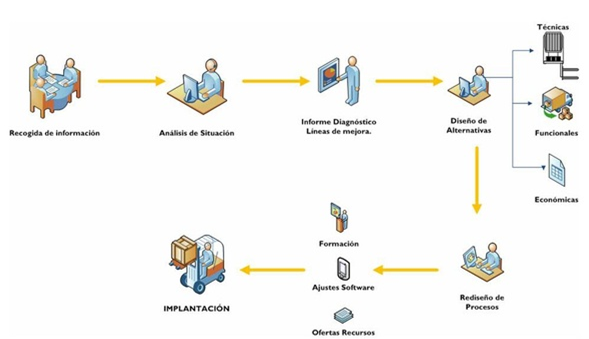 Recogida de información
Análisis de Situación
Informe Diagnóstico
Líneas de mejora.
Diseño de
Alternativas
Técnicas
Funcionales
Económicas
Rediseño de
Procesos
Formación
Ajustes Software
Ofertas Recursos
IMPLANTACIÓN